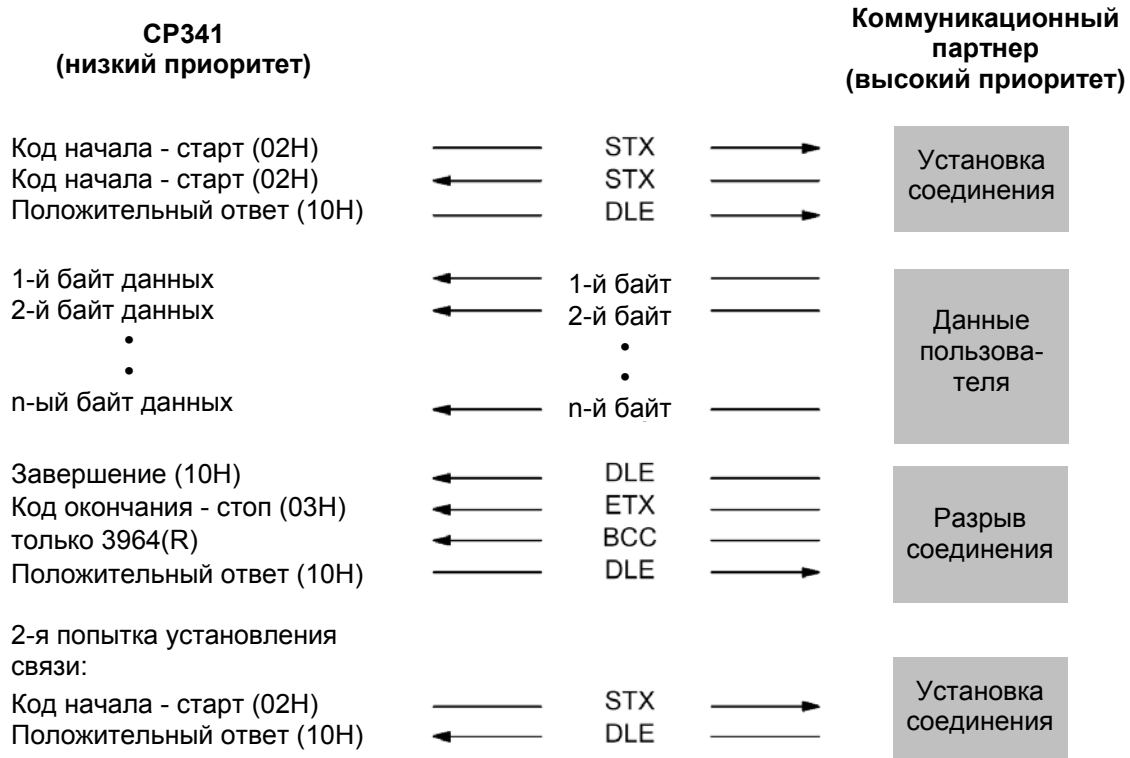 CP341
(низкий приоритет)
Коммуникационный
партнер
(высокий приоритет)
Код начала - старт (02H)
STX
Код начала - старт (02H)
STX
Положительный ответ (10H)
DLE
Установка
соединения
1-й байт данных
1-й байт
2-й байт данных
2-й байт
•
•
•
•
n-ый байт данных
n-й байт
Данные
пользова-
теля
Завершение (10H)
DLE
Код окончания - стоп (03H)
ETX
только 3964(R)
BCC
Положительный ответ (10H)
DLE
Разрыв
соединения
2-я попытка установления
связи:
Код начала - старт (02H)
STX
Положительный ответ (10H)
DLE
Установка
соединения